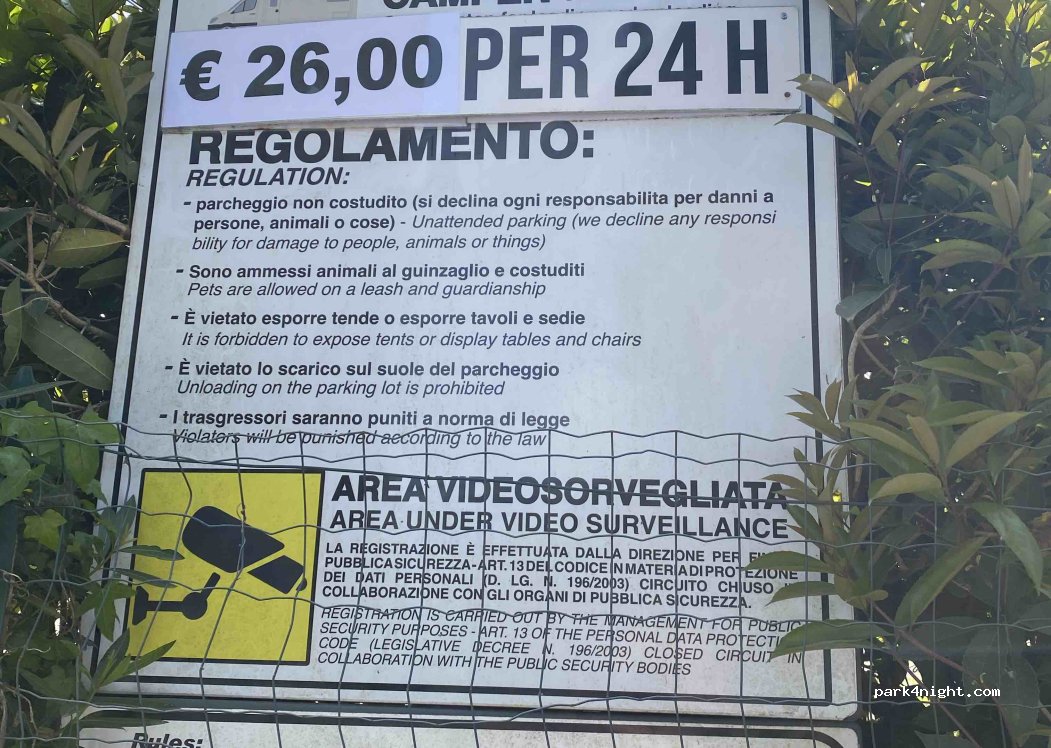 € 26,00 PER 24 H
REGOLAMENTO:
REGULATION:
- parcheggio non costudito (si declina ogni responsabilita per danni a
persone, animali o cose) - Unattended parking (we decline any responsi
bility for damage to people, animals or things)
- Sono ammessi animali al guinzaglio e costuditi
Pets are allowed on a leash and guardianship
- È vietato esporre tende o esporre tavoli e sedie
It is forbidden to expose tents or display tables and chairs
- È vietato lo scarico sul suole del parcheggio
Unloading on the parking lot is prohibited
- I trasgressori saranno puniti a norma di legge
Violators will be punished according to the law
AREA VIDEOSORVEGLIATA
AREA UNDER VIDEO SURVEILLANCE
LA REGISTRAZIONE È EFFETTUATA DALLA DIREZIONE PER
PUBBLICA SICUREZZA - ART. 13 DEL CODICE IN MATERIA DI PROTEZIONE
DEI DATI PERSONALI (D. LG. N. 196/2003) CIRCUITO CHIUSO
COLLABORAZIONE CON GLI ORGANI DI PUBBLICA SICUREZZA.
REGISTRATION IS CARRIED OUT BY THE MANAGEMENT FOR PUBLIC
SECURITY PURPOSES - ART. 13 OF THE PERSONAL DATA PROTECTION
CODE (LEGISLATIVE DECREE N. 196/2003) CLOSED CIRCUIT IN
COLLABORATION WITH THE PUBLIC SECURITY BODIES
park4night.com
Rules: